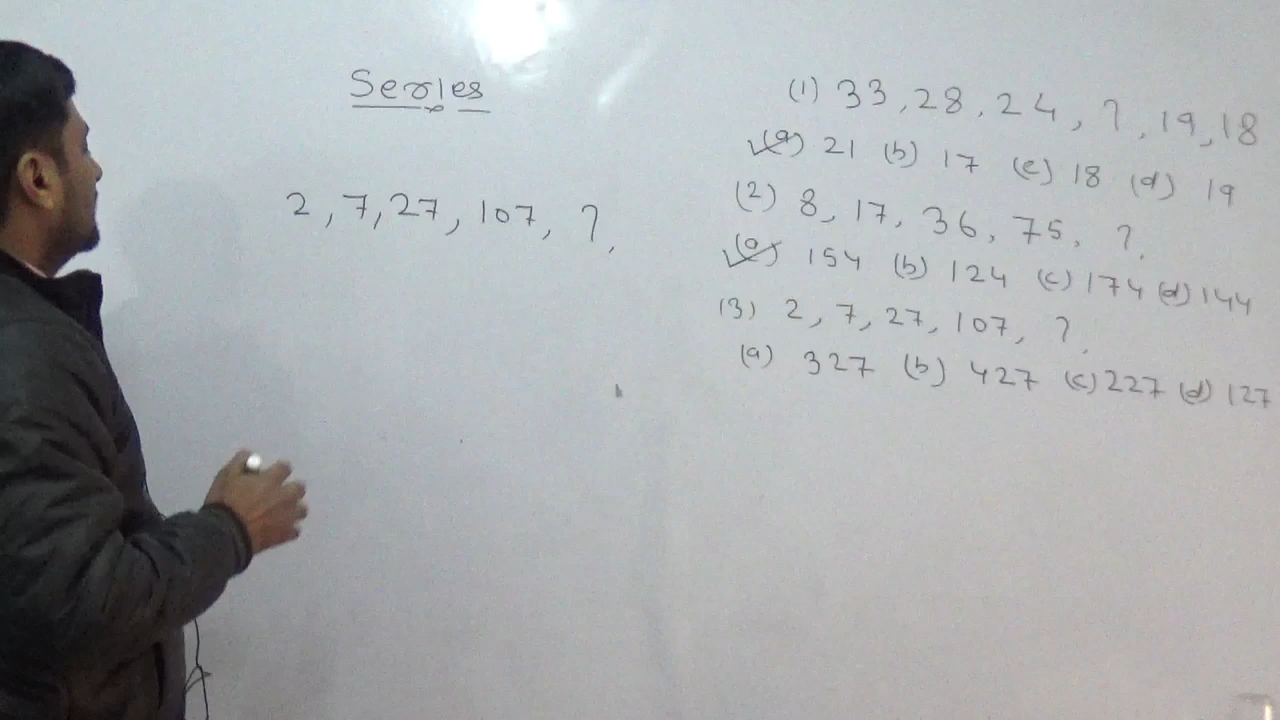 Series
2, 7, 27, 107, ?,
(1) 33, 28, 24, ?, 19, 18
(a) 21 (b) 17 (c) 18 (d) 19
(2) 8, 17, 36, 75, ?,
(a) 154 (b) 124 (c) 174 (d) 144
(3) 2, 7, 27, 107, ?,
(a) 327 (b) 427 (c) 227 (d) 127